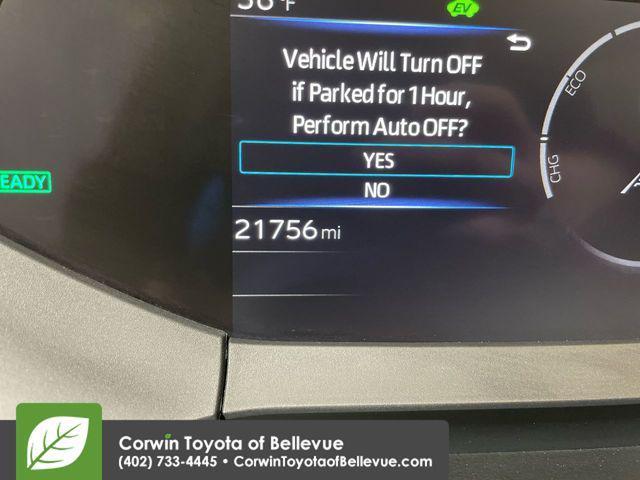 EV
Vehicle Will Turn OFF
if Parked for 1 Hour,
Perform Auto OFF?
YES
NO
21756 mi
ECO
CHG
Corwin Toyota of Bellevue
(402) 733-4445 • CorwinToyotaofBellevue.com